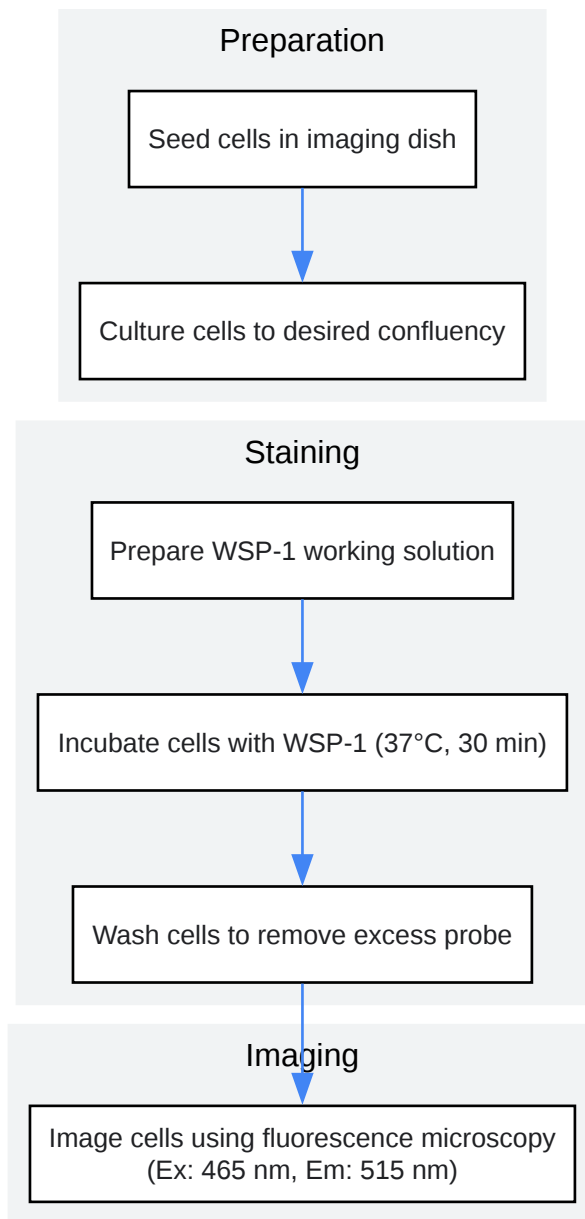 Preparation
Seed cells in imaging dish
Culture cells to desired confluency
Staining
Prepare WSP-1 working solution
Incubate cells with WSP-1 (37°C, 30 min)
Wash cells to remove excess probe
Imaging
Image cells using fluorescence microscopy
(Ex: 465 nm, Em: 515 nm)